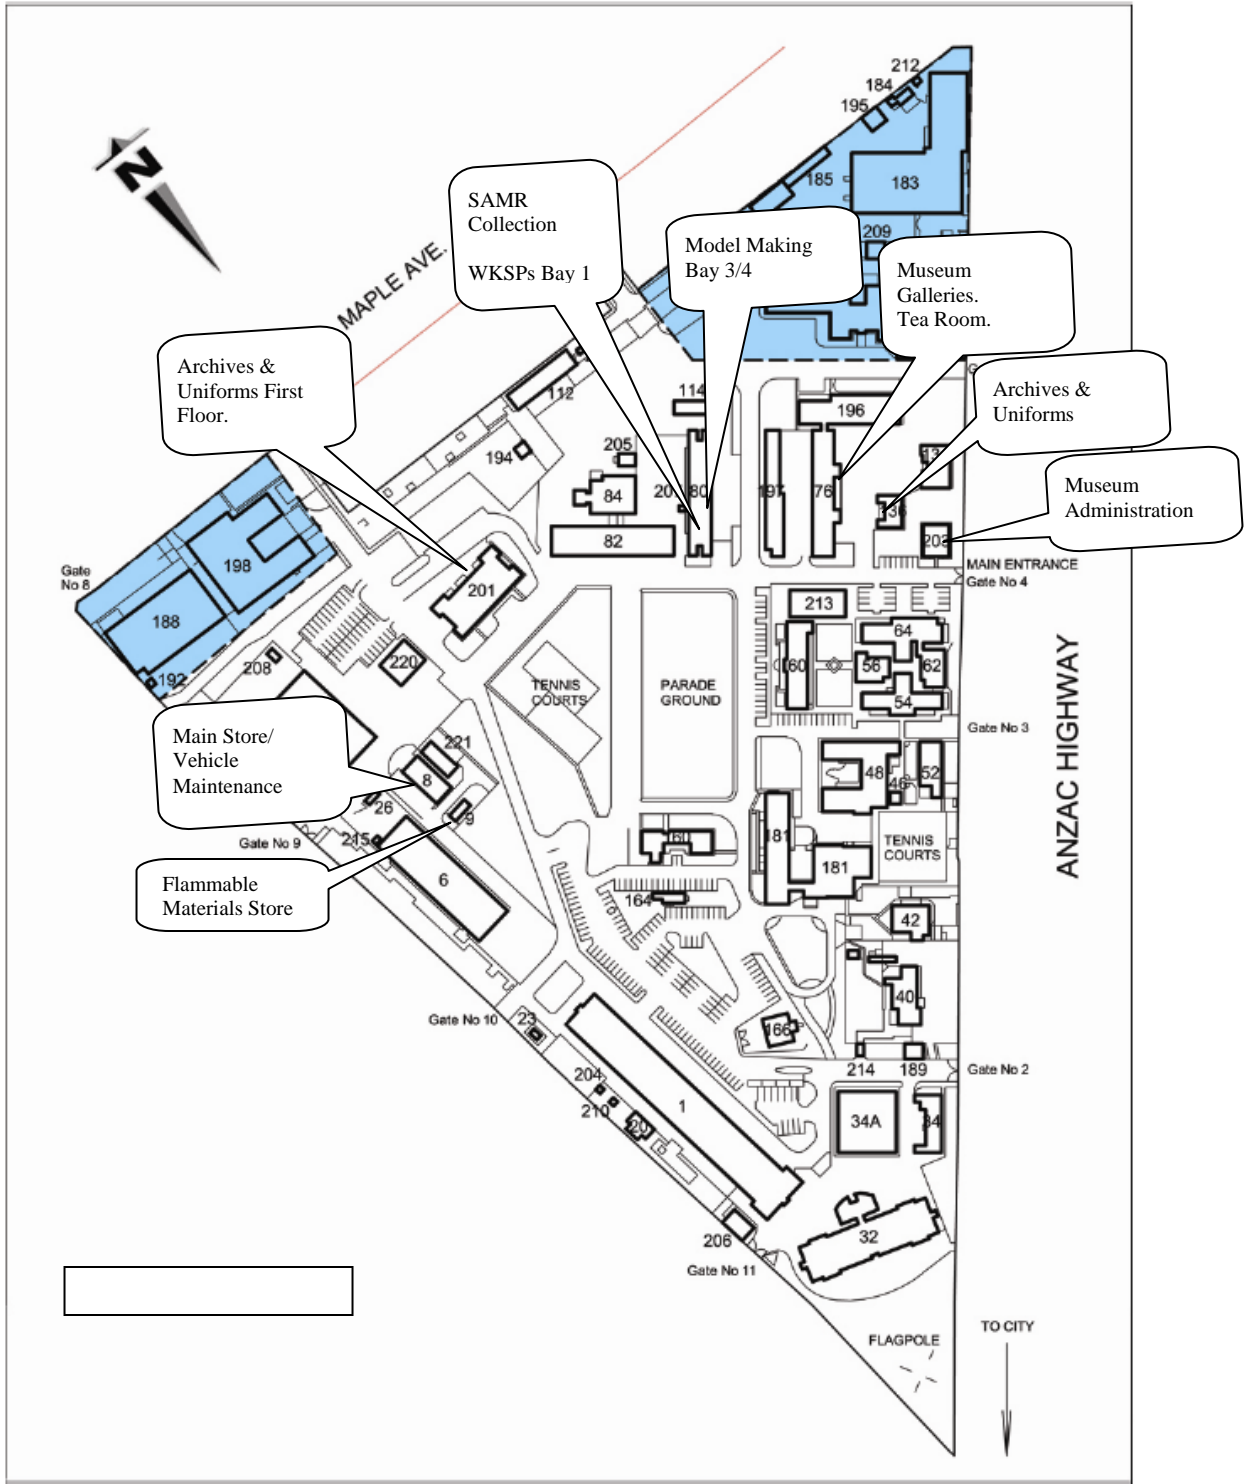 212
184
195
185
183
209
N
MAPLE AVE.
SAMR
Collection
WKSPs Bay 1
Model Making
Bay 3/4
Museum
Galleries.
Tea Room.
Archives &
Uniforms First
Floor.
Archives &
Uniforms
Museum
Administration
112
114
196
205
194
84
207
80
197
76
136
202
82
Gate
No 8
198
188
192
201
MAIN ENTRANCE
Gate No 4
213
64
60
56
62
54
208
220
TENNIS
COURTS
PARADE
GROUND
Gate No 3
ANZAC HIGHWAY
Main Store/
Vehicle
Maintenance
221
8
9
26
215
Gate No 9
6
48
46
52
181
181
TENNIS
COURTS
Flammable
Materials Store
160
164
42
40
166
Gate No 10
23
204
210
20
1
214
189
Gate No 2
34A
34
206
32
Gate No 11
FLAGPOLE
TO CITY